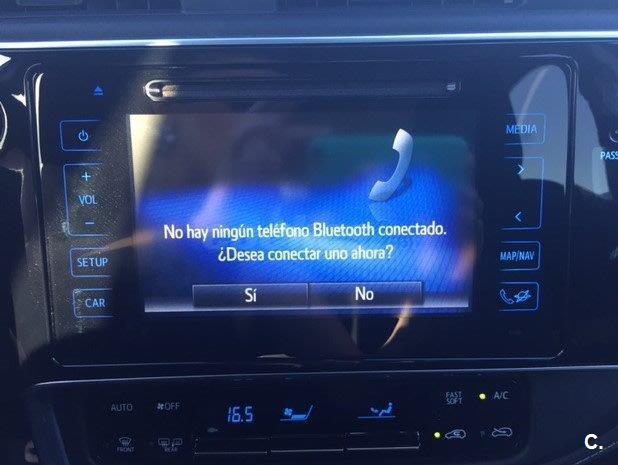 MEDIA
PASS
+
VOL
−
No hay ningún teléfono Bluetooth conectado.
¿Desea conectar uno ahora?
SETUP
MAP/NAV
Sí
No
CAR
AUTO
OFF
16.5
FAST
SOFT
A/C
FRONT
REAR
C.